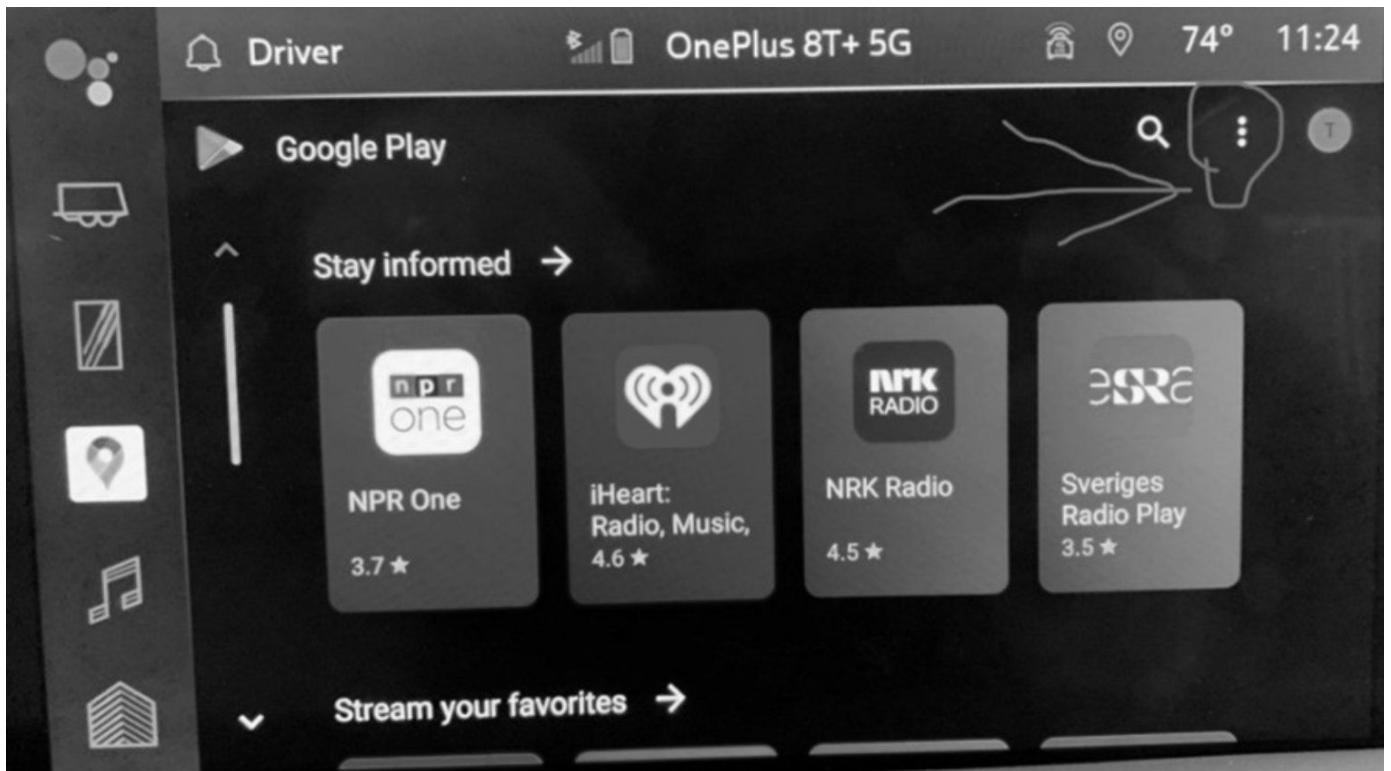 Driver OnePlus 8T+ 5G 74° 11:24
Google Play T
Stay informed →
npr one
NPR One
3.7 ★
iHeart:
Radio, Music,
4.6 ★
nrk
RADIO
NRK Radio
4.5 ★
SR
Sveriges
Radio Play
3.5 ★
Stream your favorites →